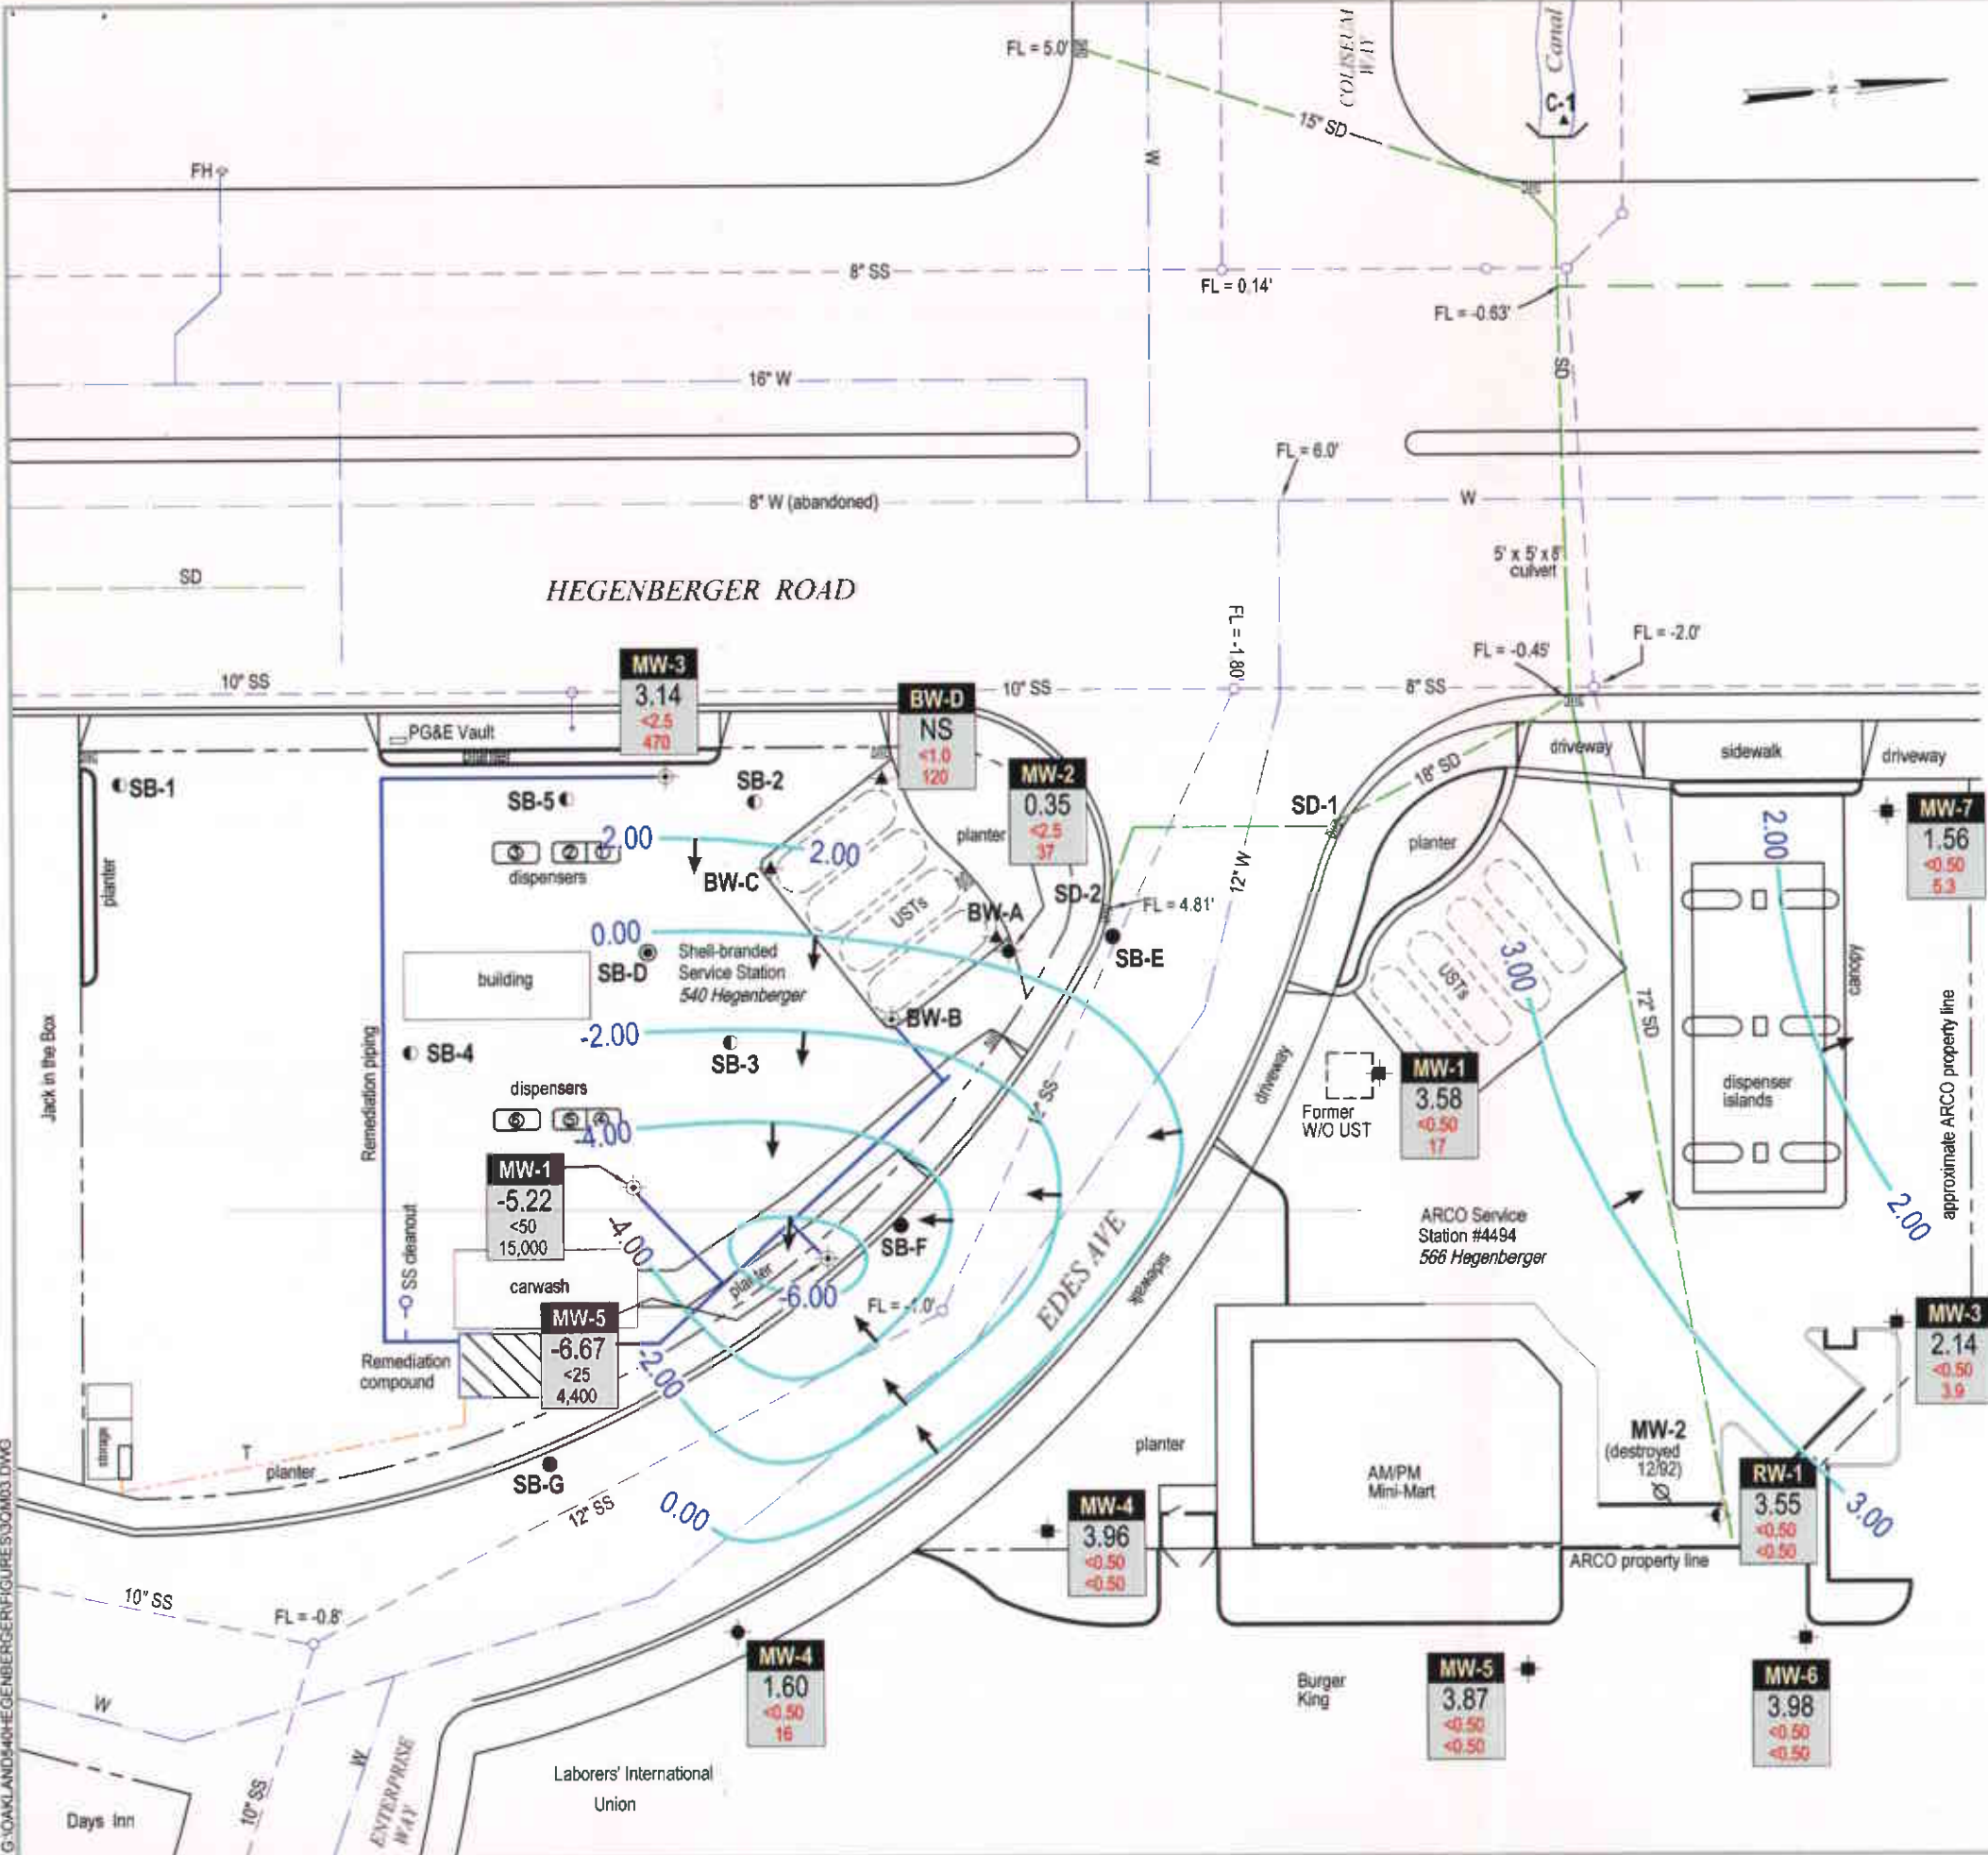 FL = 5.0'
COLISEUM
WAY
Canal
C-1
N
15" SD
FH
W
8" SS
FL = 0.14'
FL = -0.63'
SD
16" W
FL = 6.0'
8" W (abandoned)
W
5' x 5' x 8'
culvert
SD
HEGENBERGER ROAD
FL = -1.80'
FL = -0.45'
FL = -2.0'
10" SS
MW-3
3.14
<2.5
470
BW-D
NS
<1.0
120
10" SS
8" SS
PG&E Vault
planter
driveway
sidewalk
driveway
SB-1
SB-5
SB-2
MW-2
0.35
<2.5
37
planter
SD-1
18" SD
planter
MW-7
1.56
<0.50
5.3
2.00
2.00
2.00
3
2
1
dispensers
BW-C
USTs
BW-A
SD-2
FL = 4.81'
12" W
planter
0.00
SB-D
Shell-branded
Service Station
540 Hegenberger
building
SB-E
USTs
3.00
72" SD
canopy
approximate ARCO property line
Jack in the Box
Remediation piping
-2.00
BW-B
SB-4
SB-3
12" SS
driveway
Former
W/O UST
MW-1
3.58
<0.50
17
dispenser
islands
dispensers
6
5
4
-4.00
MW-1
-5.22
<50
15,000
-4.00
SB-F
EDES AVE
sidewalk
ARCO Service
Station #4494
566 Hegenberger
2.00
SS cleanout
carwash
planter
-6.00
FL = -1.0'
MW-5
-6.67
<25
4,400
-2.00
Remediation
compound
MW-3
2.14
<0.50
3.9
storage
T
planter
SB-G
12" SS
0.00
planter
AM/PM
Mini-Mart
MW-2
(destroyed
12/92)
RW-1
3.55
<0.50
<0.50
3.00
MW-4
3.96
<0.50
<0.50
ARCO property line
10" SS
FL = -0.8'
MW-4
1.60
<0.50
16
Burger
King
MW-5
3.87
<0.50
<0.50
MW-6
3.98
<0.50
<0.50
W
W
10" SS
ENTERPRISE
WAY
Laborers' International
Union
Days Inn
G:\OAKLAND540HEGENBERGER\FIGURES\3QM03.DWG